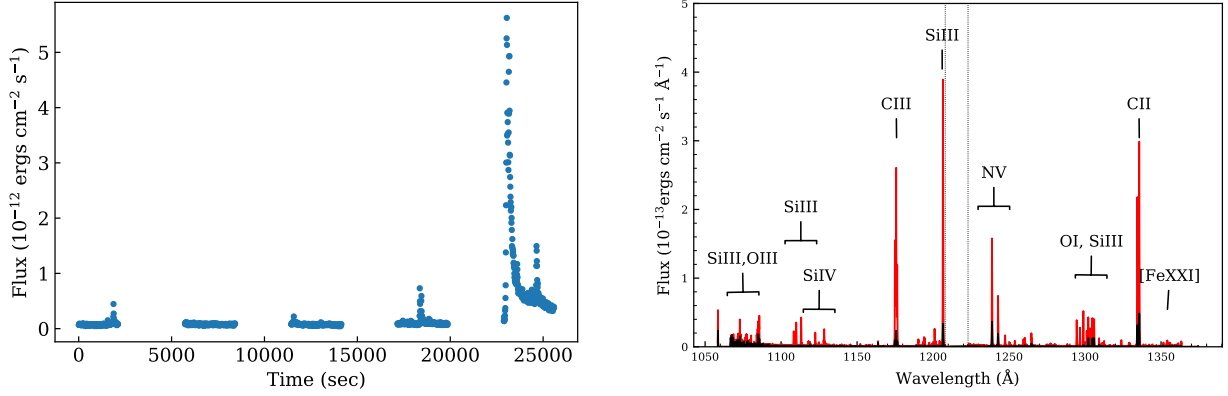 5
4
3
2
1
0
Flux (10⁻¹² ergs cm⁻² s⁻¹)
0 5000 10000 15000 20000 25000
Time (sec)
5
4
3
2
1
0
Flux (10⁻¹³ergs cm⁻² s⁻¹ Å⁻¹)
SiIII
CIII
CII
NV
SiIII
OI, SiIII
SiIII,OIII
SiIV
[FeXXI]
1050 1100 1150 1200 1250 1300 1350
Wavelength (Å)